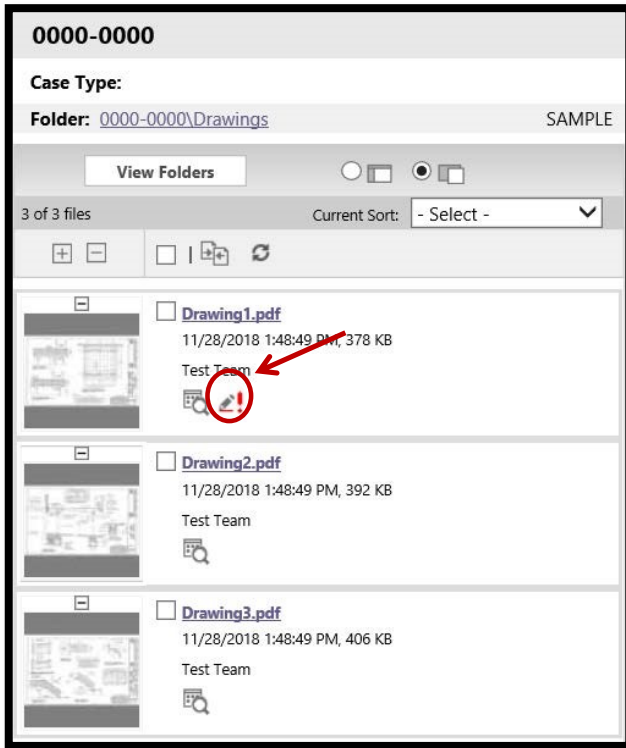 0000-0000
Case Type:
Folder: 0000-0000\Drawings SAMPLE
View Folders
3 of 3 files Current Sort: - Select -
Drawing1.pdf
11/28/2018 1:48:49 PM, 378 KB
Test Team
Drawing2.pdf
11/28/2018 1:48:49 PM, 392 KB
Test Team
Drawing3.pdf
11/28/2018 1:48:49 PM, 406 KB
Test Team